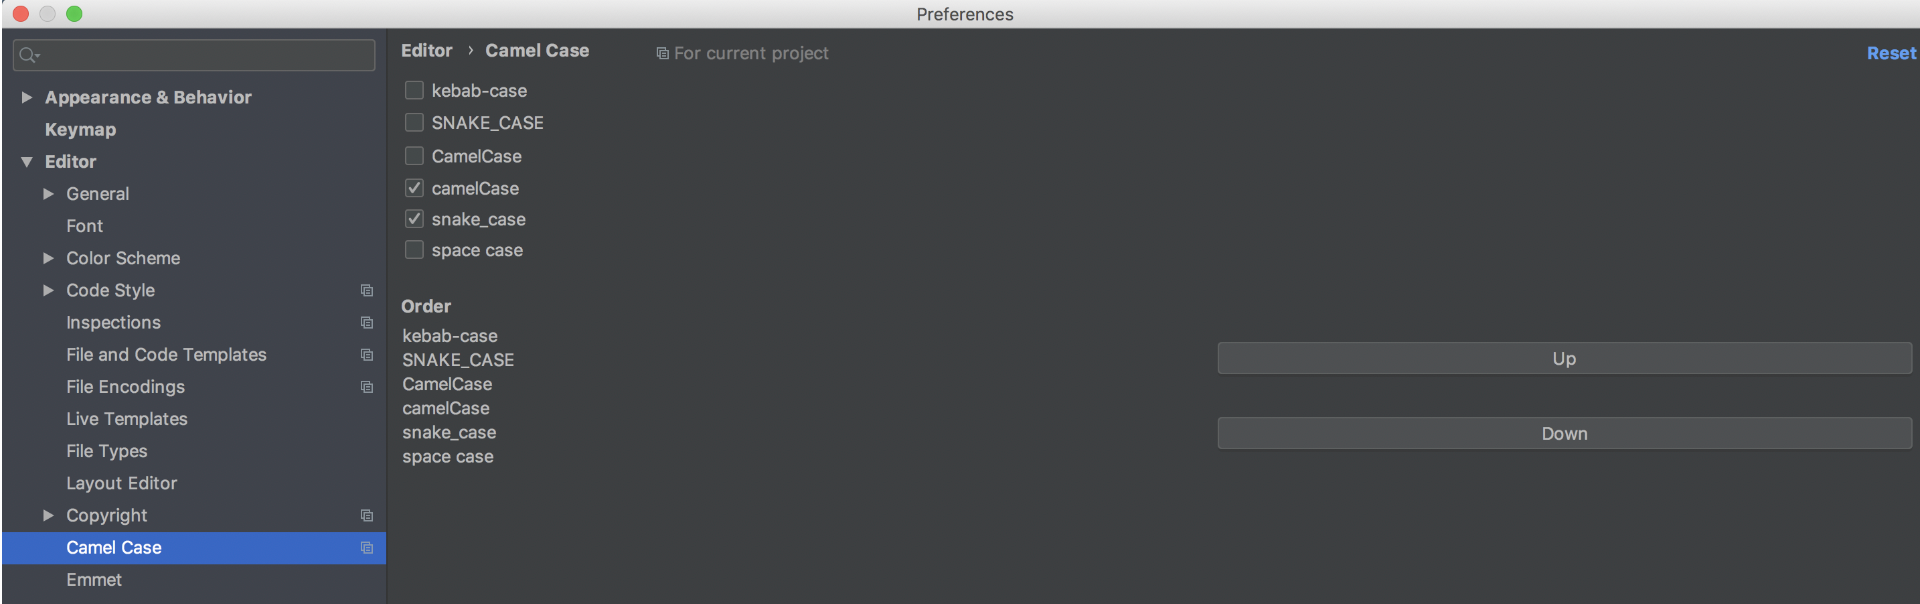 Preferences
Appearance & Behavior
Keymap
Editor
General
Font
Color Scheme
Code Style
Inspections
File and Code Templates
File Encodings
Live Templates
File Types
Layout Editor
Copyright
Camel Case
Emmet
Editor › Camel Case For current project Reset
kebab-case
SNAKE_CASE
CamelCase
camelCase
snake_case
space case
Order
kebab-case
SNAKE_CASE
CamelCase
camelCase
snake_case
space case
Up
Down